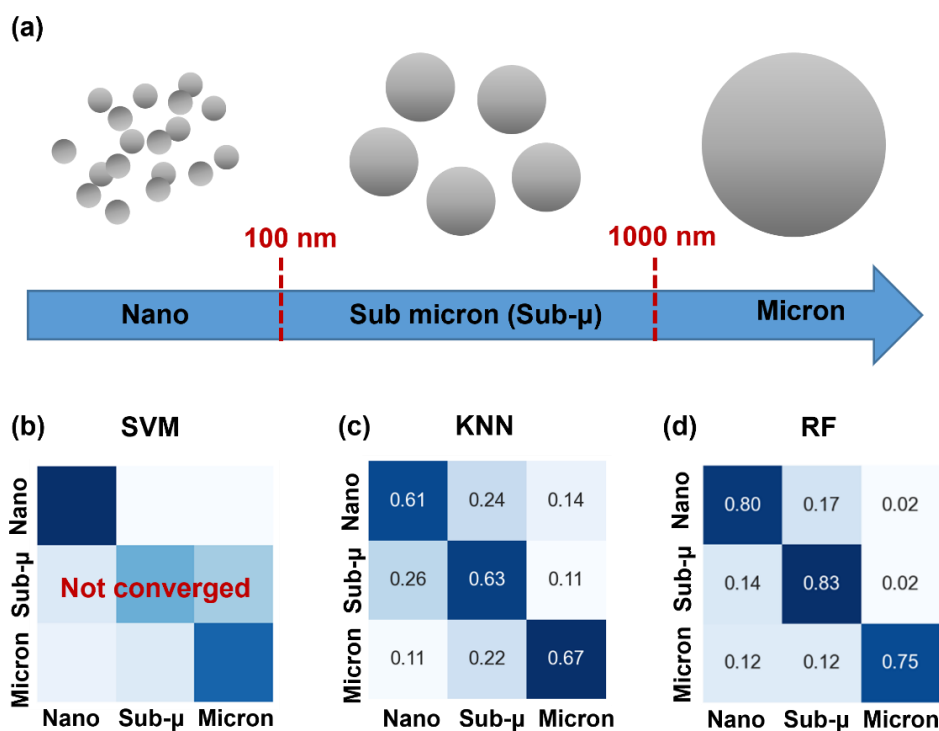 (a)
100 nm
1000 nm
Nano
Sub micron (Sub-µ)
Micron
(b)
SVM
Nano
Sub-µ
Micron
Not converged
Nano
Sub-µ
Micron
(c)
KNN
Nano
Sub-µ
Micron
0.61 0.24 0.14
0.26 0.63 0.11
0.11 0.22 0.67
Nano
Sub-µ
Micron
(d)
RF
Nano
Sub-µ
Micron
0.80 0.17 0.02
0.14 0.83 0.02
0.12 0.12 0.75
Nano
Sub-µ
Micron